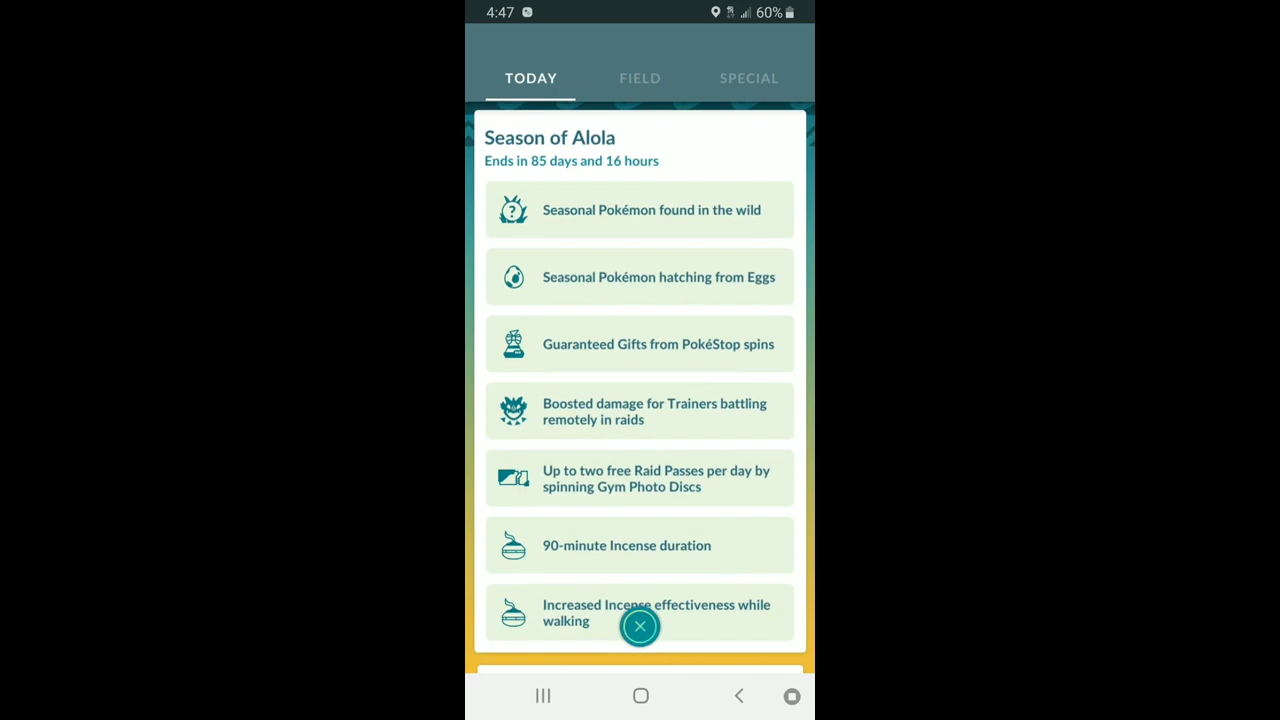 4:47
60%
TODAY
FIELD
SPECIAL
Season of Alola
Ends in 85 days and 16 hours
Seasonal Pokémon found in the wild
Seasonal Pokémon hatching from Eggs
Guaranteed Gifts from PokéStop spins
Boosted damage for Trainers battling
remotely in raids
Up to two free Raid Passes per day by
spinning Gym Photo Discs
90-minute Incense duration
Increased Incense effectiveness while
walking